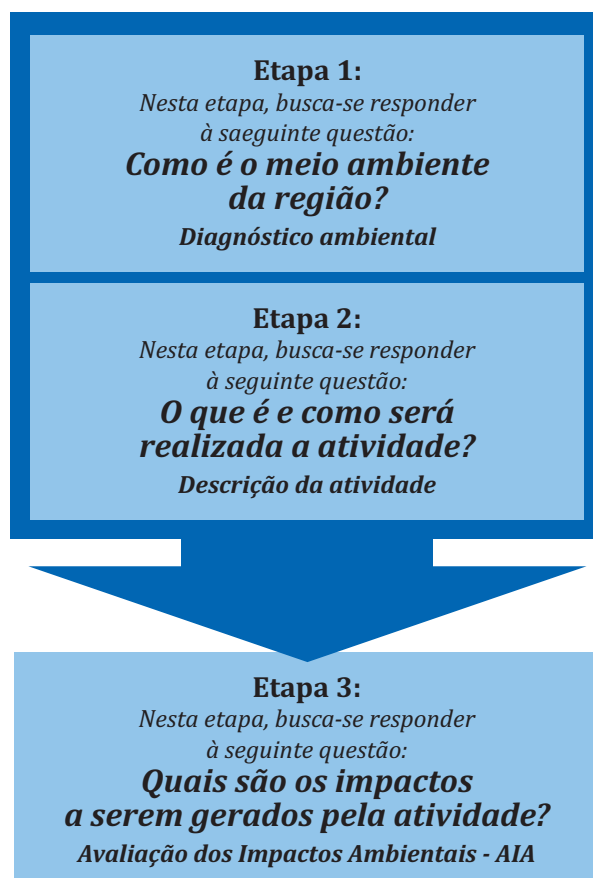 Etapa 1:
Nesta etapa, busca-se responder
à saeguinte questão:
Como é o meio ambiente
da região?
Diagnóstico ambiental
Etapa 2:
Nesta etapa, busca-se responder
à seguinte questão:
O que é e como será
realizada a atividade?
Descrição da atividade
Etapa 3:
Nesta etapa, busca-se responder
à seguinte questão:
Quais são os impactos
a serem gerados pela atividade?
Avaliação dos Impactos Ambientais - AIA